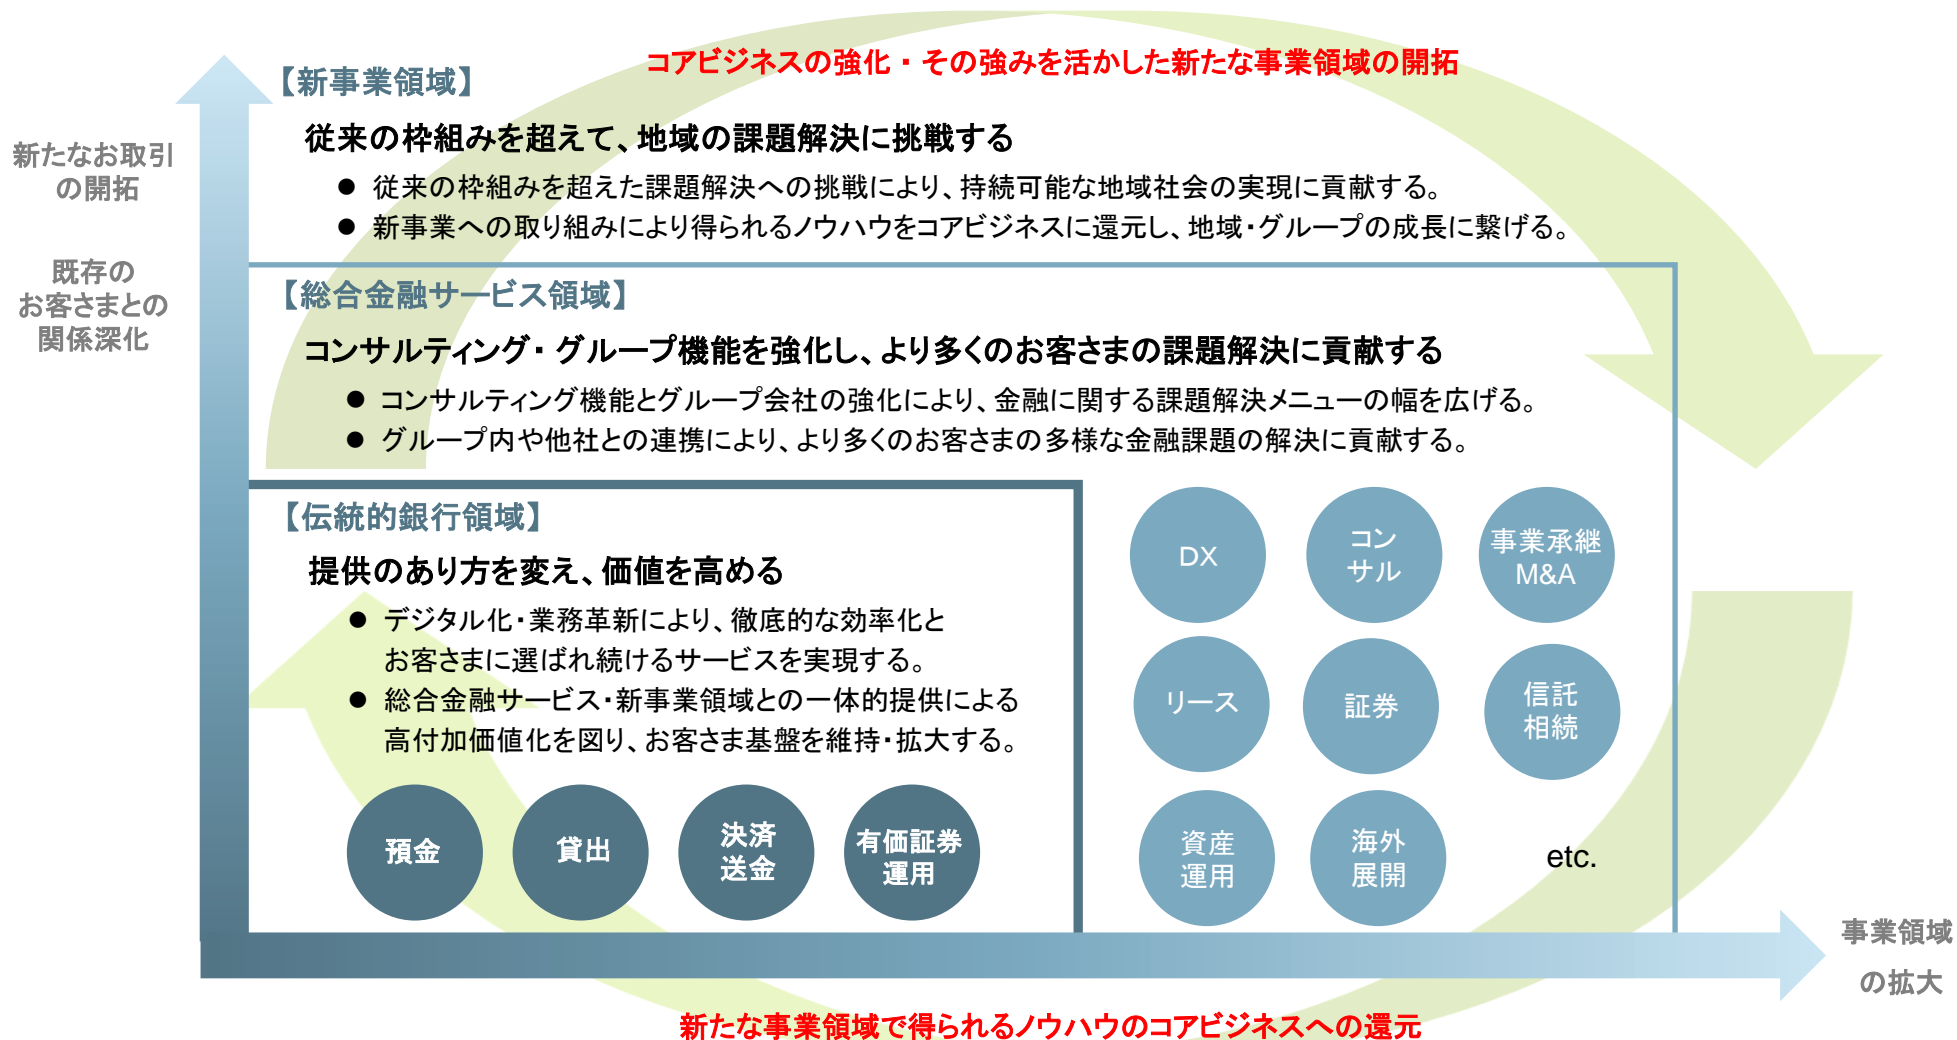 コアビジネスの強化・その強みを活かした新たな事業領域の開拓
【新事業領域】
従来の枠組みを超えて、地域の課題解決に挑戦する
● 従来の枠組みを超えた課題解決への挑戦により、持続可能な地域社会の実現に貢献する。
● 新事業への取り組みにより得られるノウハウをコアビジネスに還元し、地域・グループの成長に繋げる。
新たなお取引
の開拓
既存の
お客さまとの
関係深化
【総合金融サービス領域】
コンサルティング・グループ機能を強化し、より多くのお客さまの課題解決に貢献する
● コンサルティング機能とグループ会社の強化により、金融に関する課題解決メニューの幅を広げる。
● グループ内や他社との連携により、より多くのお客さまの多様な金融課題の解決に貢献する。
【伝統的銀行領域】
提供のあり方を変え、価値を高める
● デジタル化・業務革新により、徹底的な効率化と
お客さまに選ばれ続けるサービスを実現する。
● 総合金融サービス・新事業領域との一体的提供による
高付加価値化を図り、お客さま基盤を維持・拡大する。
預金
貸出
決済
送金
有価証券
運用
DX
コン
サル
事業承継
M&A
リース
証券
信託
相続
資産
運用
海外
展開
etc.
事業領域
の拡大
新たな事業領域で得られるノウハウのコアビジネスへの還元